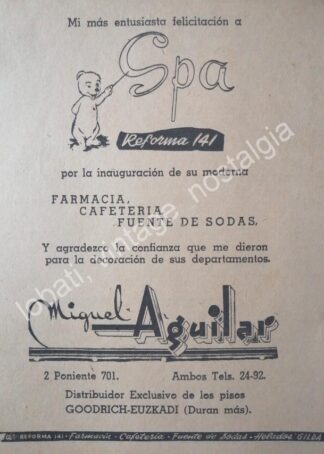 Mi más entusiasta felicitación a
Spa
Reforma 141
por la inauguración de su moderna
FARMACIA,
CAFETERIA
FUENTE DE SODAS.
Y agradezco la confianza que me dieron
para la decoración de sus departamentos.
Miguel Aguilar
2 Poniente 701. Ambos Tels. 24-92.
Distribuidor Exclusivo de los pisos
GOODRICH-EUZKADI (Duran más).
REFORMA 141 - Farmacia - Cafeteria - Fuente de Sodas - Helados "GILDA
lobati, vintage nostalgia